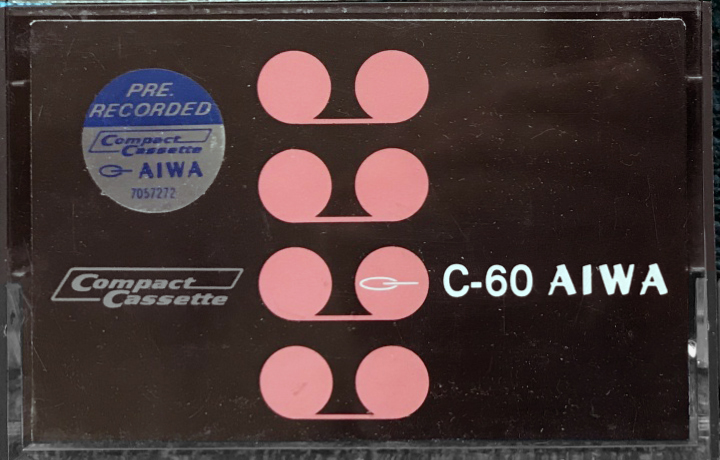 PRE.
RECORDED
Compact
Cassette
AIWA
7057272
Compact
Cassette
C-60 AIWA